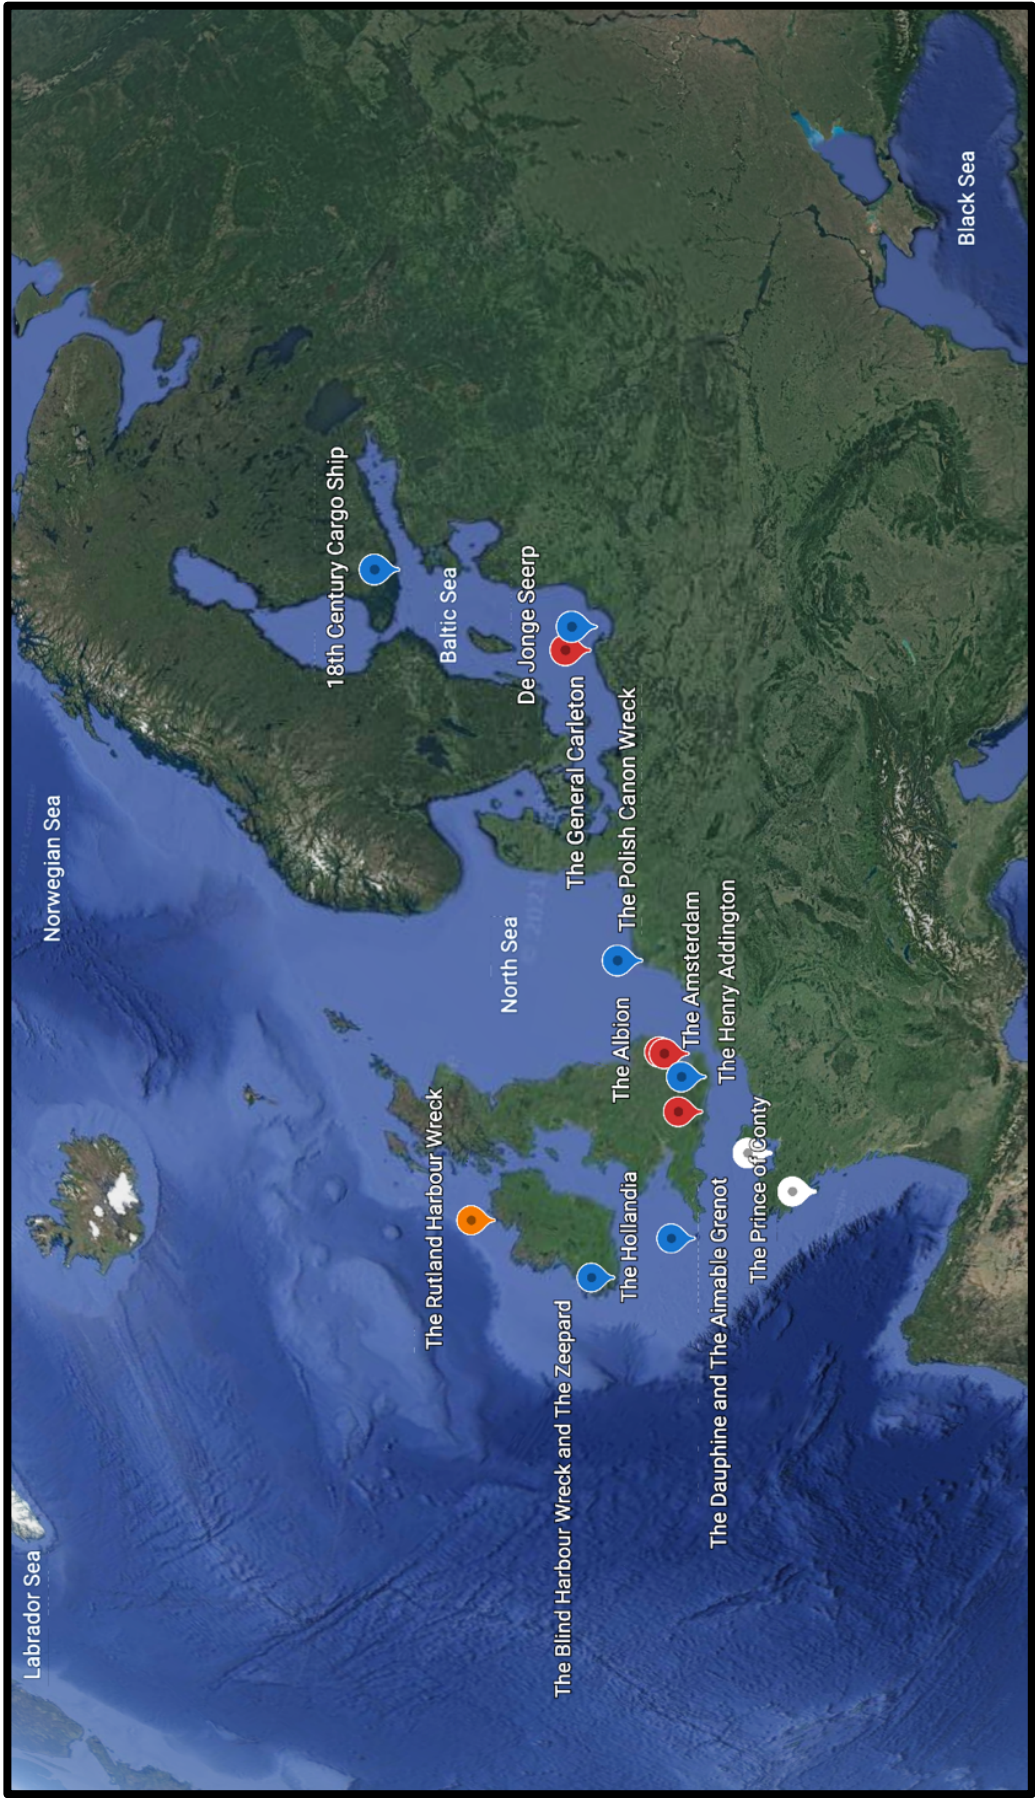 Labrador Sea
Norwegian Sea
18th Century Cargo Ship
Baltic Sea
The Rutland Harbour Wreck
North Sea
De Jonge Seerp
The General Carleton
The Blind Harbour Wreck and The Zeepard
The Hollandia
The Albion
The Polish Canon Wreck
The Amsterdam
The Henry Addington
The Dauphine and The Aimable Grenot
The Prince of Conty
Black Sea